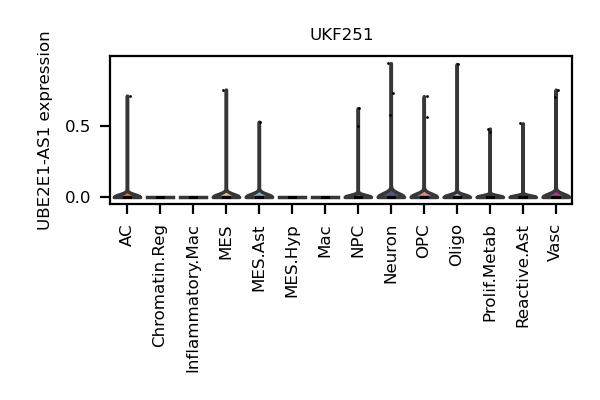 UKF251
UBE2E1-AS1 expression
0.5
0.0
AC
Chromatin.Reg
Inflammatory.Mac
MES
MES.Ast
MES.Hyp
Mac
NPC
Neuron
OPC
Oligo
Prolif.Metab
Reactive.Ast
Vasc